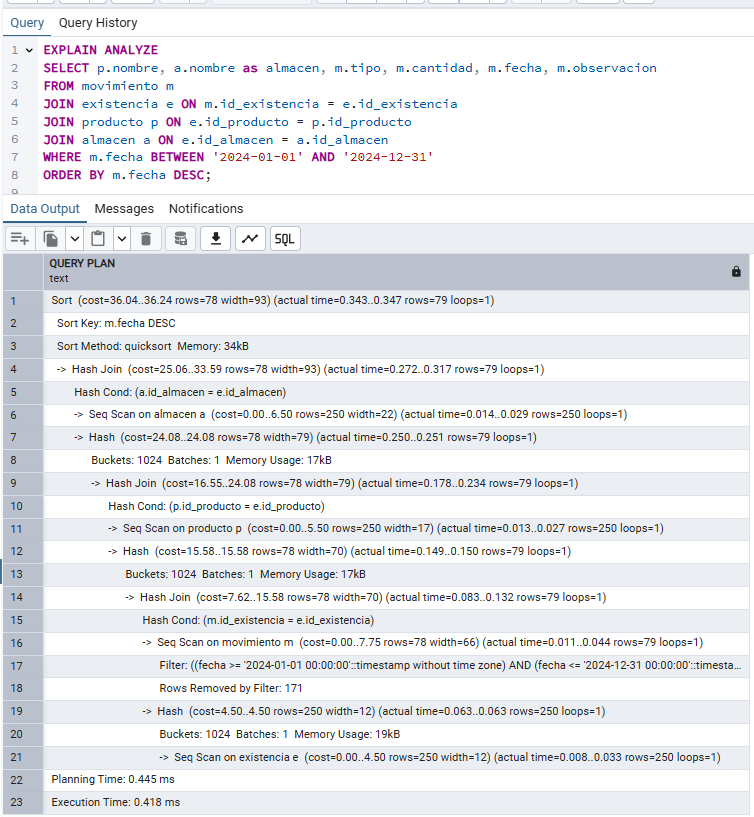 Query Query History
1 EXPLAIN ANALYZE
2 SELECT p.nombre, a.nombre as almacen, m.tipo, m.cantidad, m.fecha, m.observacion
3 FROM movimiento m
4 JOIN existencia e ON m.id_existencia = e.id_existencia
5 JOIN producto p ON e.id_producto = p.id_producto
6 JOIN almacen a ON e.id_almacen = a.id_almacen
7 WHERE m.fecha BETWEEN '2024-01-01' AND '2024-12-31'
8 ORDER BY m.fecha DESC;
9
Data Output Messages Notifications
SQL
QUERY PLAN
text
1 Sort (cost=36.04..36.24 rows=78 width=93) (actual time=0.343..0.347 rows=79 loops=1)
2 Sort Key: m.fecha DESC
3 Sort Method: quicksort Memory: 34kB
4 -> Hash Join (cost=25.06..33.59 rows=78 width=93) (actual time=0.272..0.317 rows=79 loops=1)
5 Hash Cond: (a.id_almacen = e.id_almacen)
6 -> Seq Scan on almacen a (cost=0.00..6.50 rows=250 width=22) (actual time=0.014..0.029 rows=250 loops=1)
7 -> Hash (cost=24.08..24.08 rows=78 width=79) (actual time=0.250..0.251 rows=79 loops=1)
8 Buckets: 1024 Batches: 1 Memory Usage: 17kB
9 -> Hash Join (cost=16.55..24.08 rows=78 width=79) (actual time=0.178..0.234 rows=79 loops=1)
10 Hash Cond: (p.id_producto = e.id_producto)
11 -> Seq Scan on producto p (cost=0.00..5.50 rows=250 width=17) (actual time=0.013..0.027 rows=250 loops=1)
12 -> Hash (cost=15.58..15.58 rows=78 width=70) (actual time=0.149..0.150 rows=79 loops=1)
13 Buckets: 1024 Batches: 1 Memory Usage: 17kB
14 -> Hash Join (cost=7.62..15.58 rows=78 width=70) (actual time=0.083..0.132 rows=79 loops=1)
15 Hash Cond: (m.id_existencia = e.id_existencia)
16 -> Seq Scan on movimiento m (cost=0.00..7.75 rows=78 width=66) (actual time=0.011..0.044 rows=79 loops=1)
17 Filter: ((fecha >= '2024-01-01 00:00:00'::timestamp without time zone) AND (fecha <= '2024-12-31 00:00:00'::timesta...
18 Rows Removed by Filter: 171
19 -> Hash (cost=4.50..4.50 rows=250 width=12) (actual time=0.063..0.063 rows=250 loops=1)
20 Buckets: 1024 Batches: 1 Memory Usage: 19kB
21 -> Seq Scan on existencia e (cost=0.00..4.50 rows=250 width=12) (actual time=0.008..0.033 rows=250 loops=1)
22 Planning Time: 0.445 ms
23 Execution Time: 0.418 ms